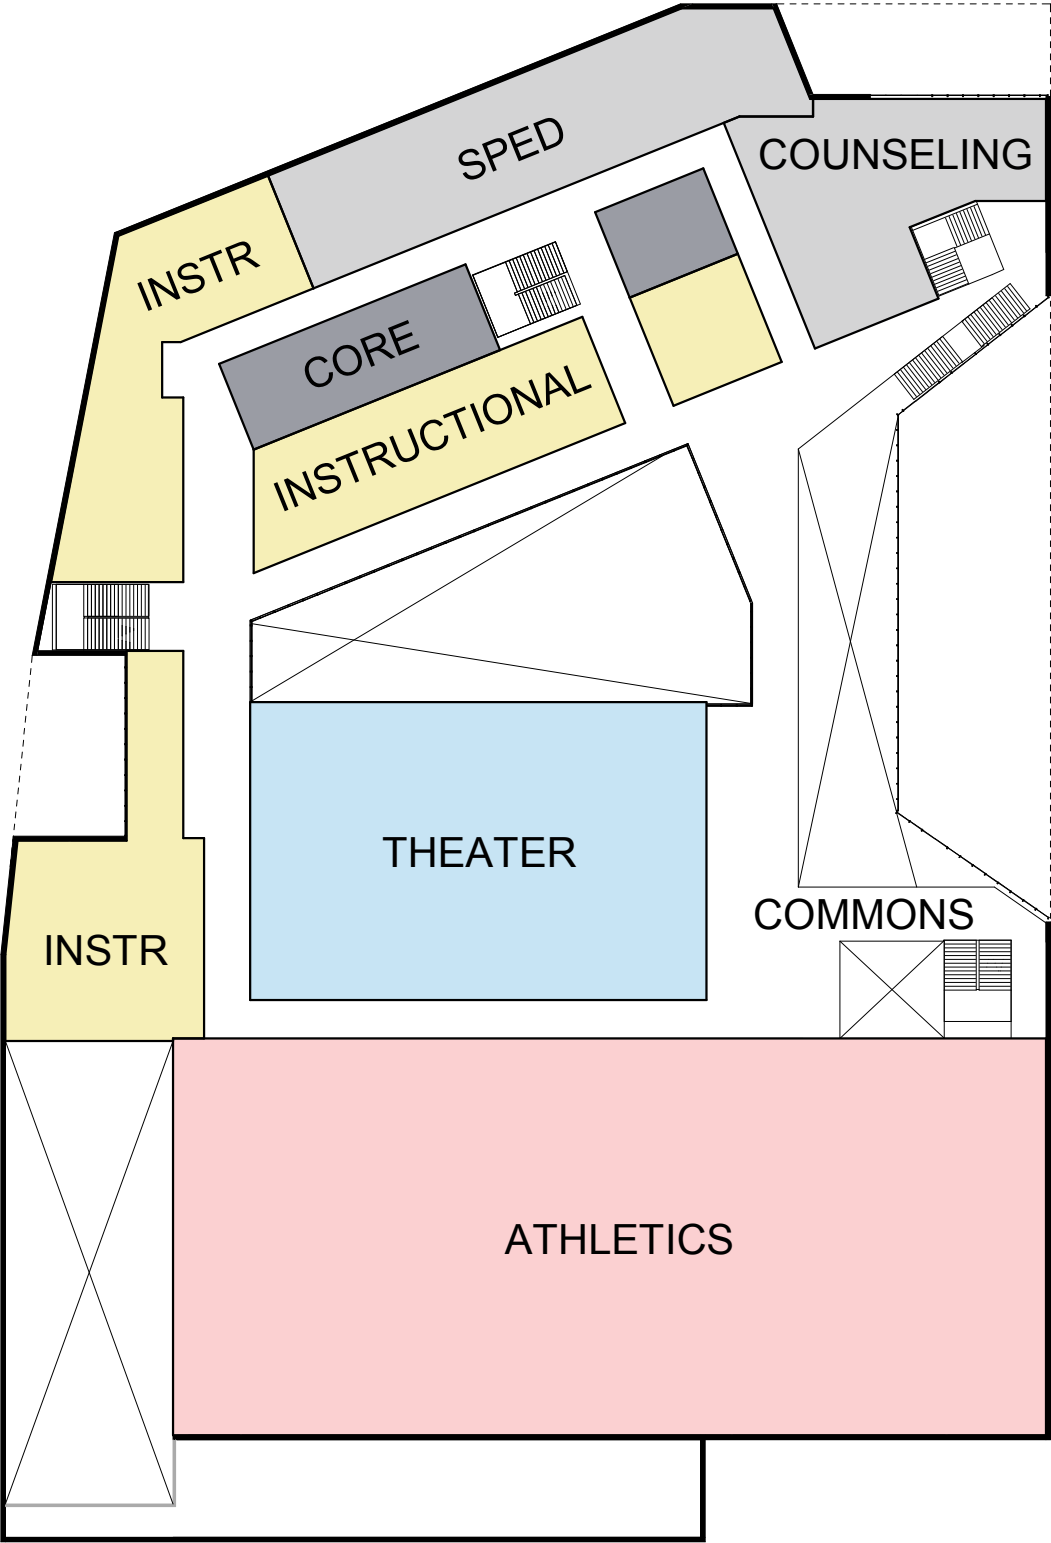 SPED
COUNSELING
INSTR
CORE
INSTRUCTIONAL
THEATER
COMMONS
INSTR
ATHLETICS